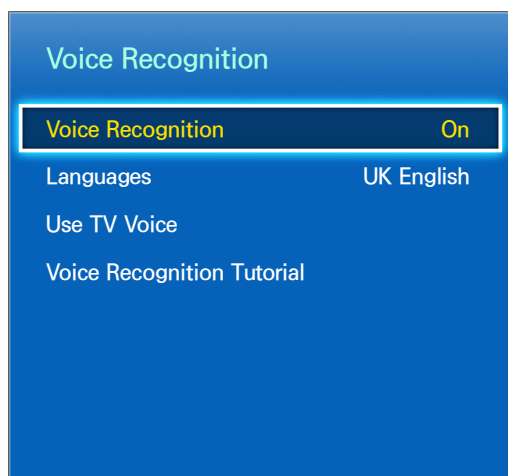 Voice Recognition
Voice Recognition On
Languages UK English
Use TV Voice
Voice Recognition Tutorial